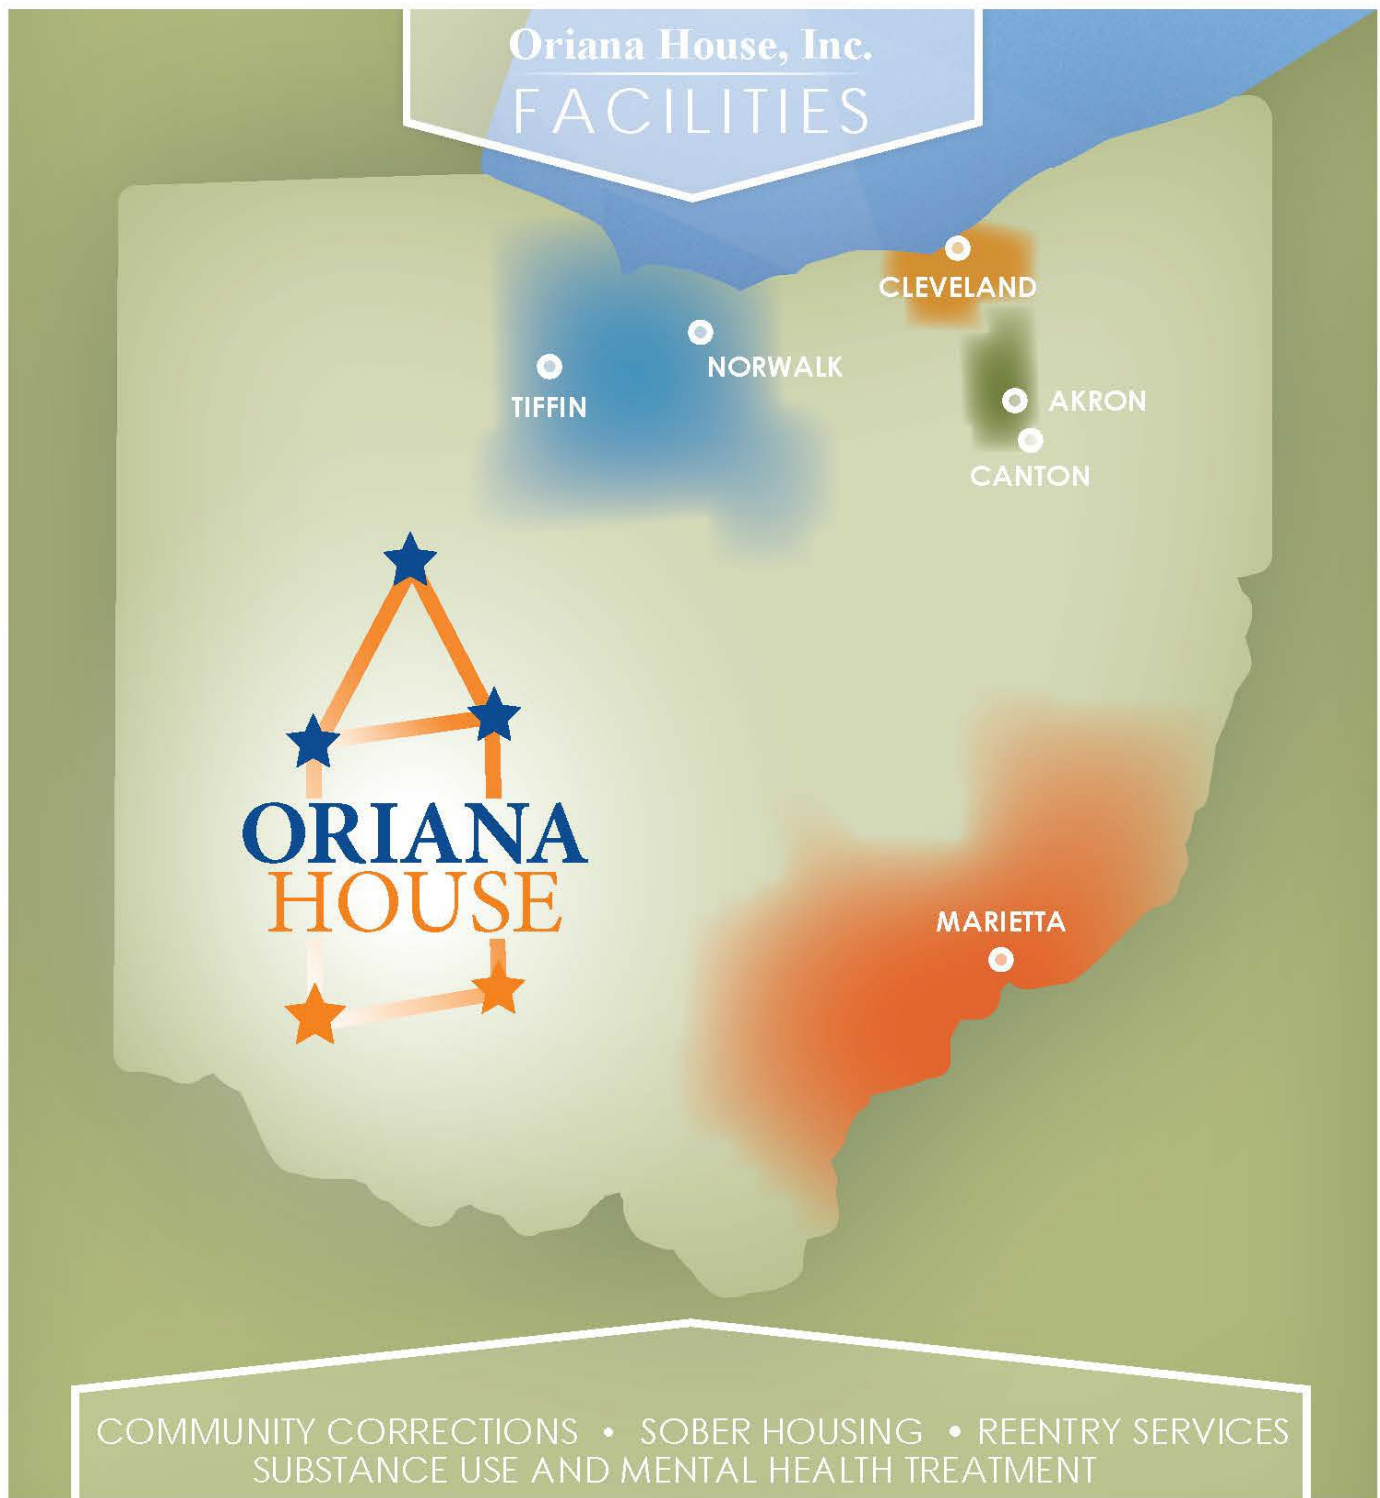 Oriana House, Inc.
FACILITIES
CLEVELAND
NORWALK
TIFFIN
AKRON
CANTON
ORIANA
HOUSE
MARIETTA
COMMUNITY CORRECTIONS • SOBER HOUSING • REENTRY SERVICES
SUBSTANCE USE AND MENTAL HEALTH TREATMENT